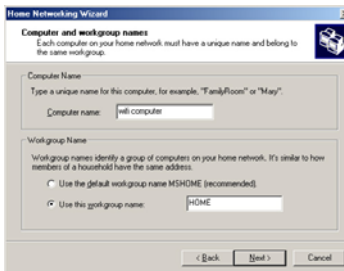 Home Networking Wizard
Computer and workgroup names
Each computer on your home network must have a unique name and belong to
the same workgroup.
Computer Name
Type a unique name for this computer, for example, "FamilyRoom" or "Mary".
Computer name:
wifi computer
Workgroup Name
Workgroup names identify a group of computers on your home network. It's similar to how
members of a household have the same address.
Use the default workgroup name MSHOME (recommended).
Use this workgroup name:
HOME
< Back
Next >
Cancel